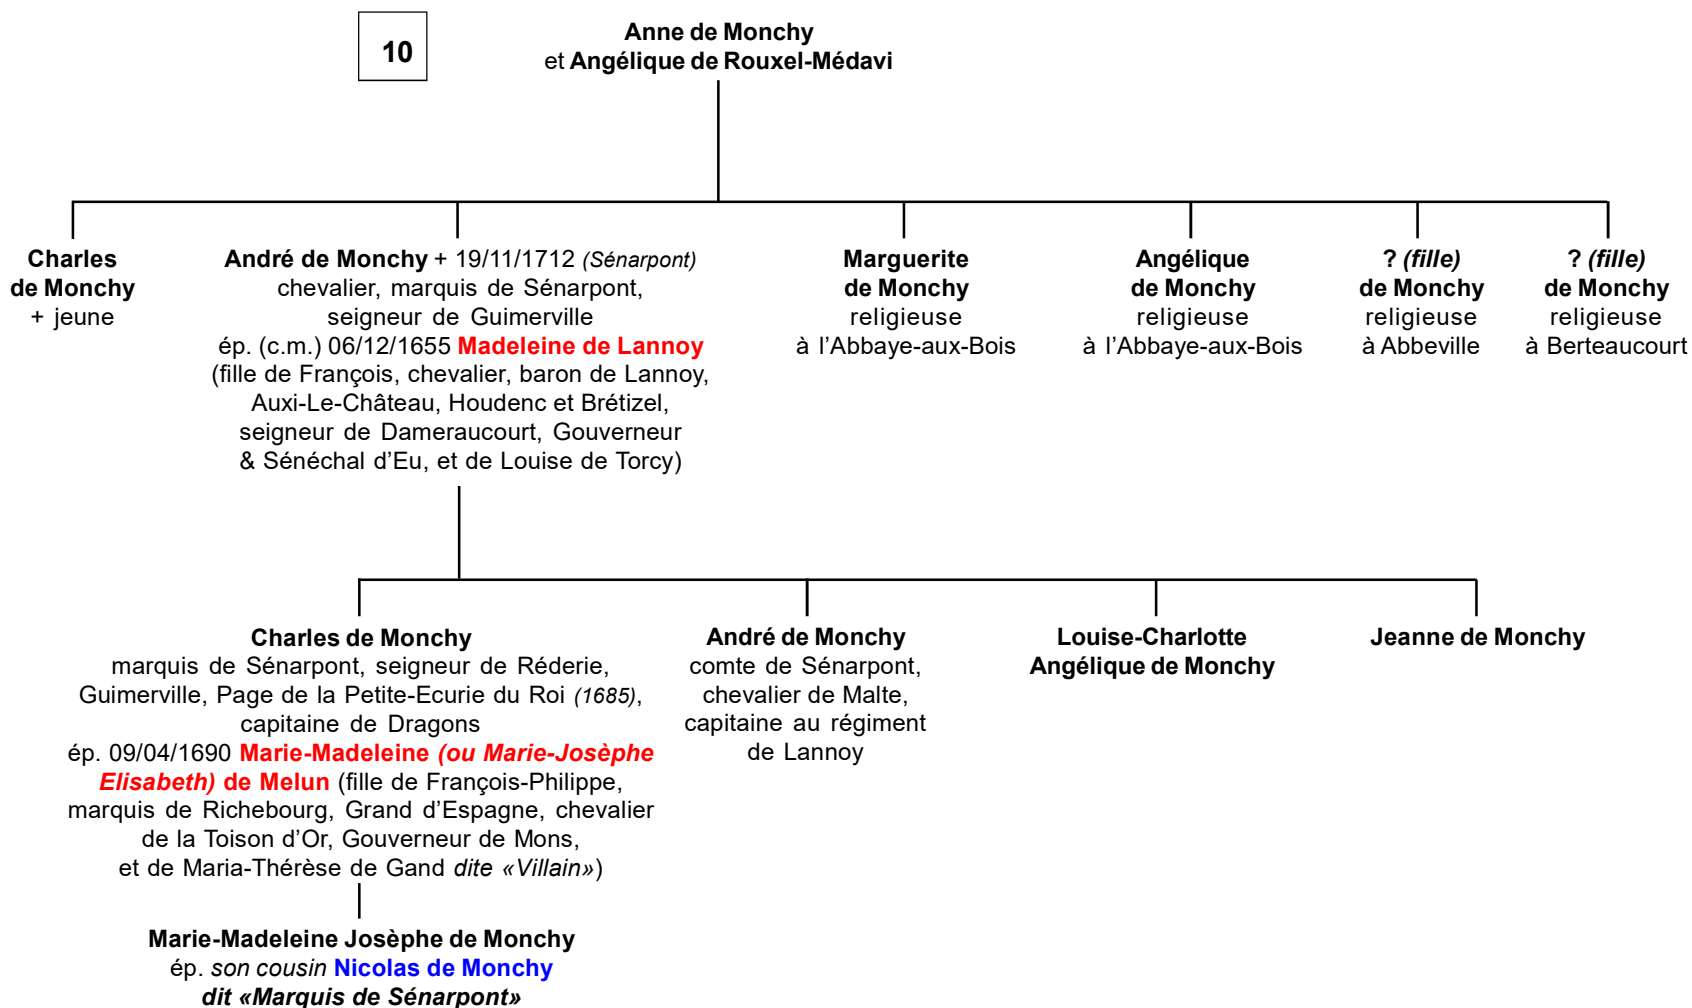 10
Anne de Monchy
et Angélique de Rouxel-Médavi
Charles
de Monchy
+ jeune
André de Monchy + 19/11/1712 (Sénarpont)
chevalier, marquis de Sénarpont,
seigneur de Guimerville
ép. (c.m.) 06/12/1655 Madeleine de Lannoy
(fille de François, chevalier, baron de Lannoy,
Auxi-Le-Château, Houdenc et Brétizel,
seigneur de Dameraucourt, Gouverneur
& Sénéchal d’Eu, et de Louise de Torcy)
Marguerite
de Monchy
religieuse
à l’Abbaye-aux-Bois
Angélique
de Monchy
religieuse
à l’Abbaye-aux-Bois
? (fille)
de Monchy
religieuse
à Abbeville
? (fille)
de Monchy
religieuse
à Berteaucourt
Charles de Monchy
marquis de Sénarpont, seigneur de Réderie,
Guimerville, Page de la Petite-Ecurie du Roi (1685),
capitaine de Dragons
ép. 09/04/1690 Marie-Madeleine (ou Marie-Josèphe
Elisabeth) de Melun (fille de François-Philippe,
marquis de Richebourg, Grand d’Espagne, chevalier
de la Toison d’Or, Gouverneur de Mons,
et de Maria-Thérèse de Gand dite «Villain»)
André de Monchy
comte de Sénarpont,
chevalier de Malte,
capitaine au régiment
de Lannoy
Louise-Charlotte
Angélique de Monchy
Jeanne de Monchy
Marie-Madeleine Josèphe de Monchy
ép. son cousin Nicolas de Monchy
dit «Marquis de Sénarpont»